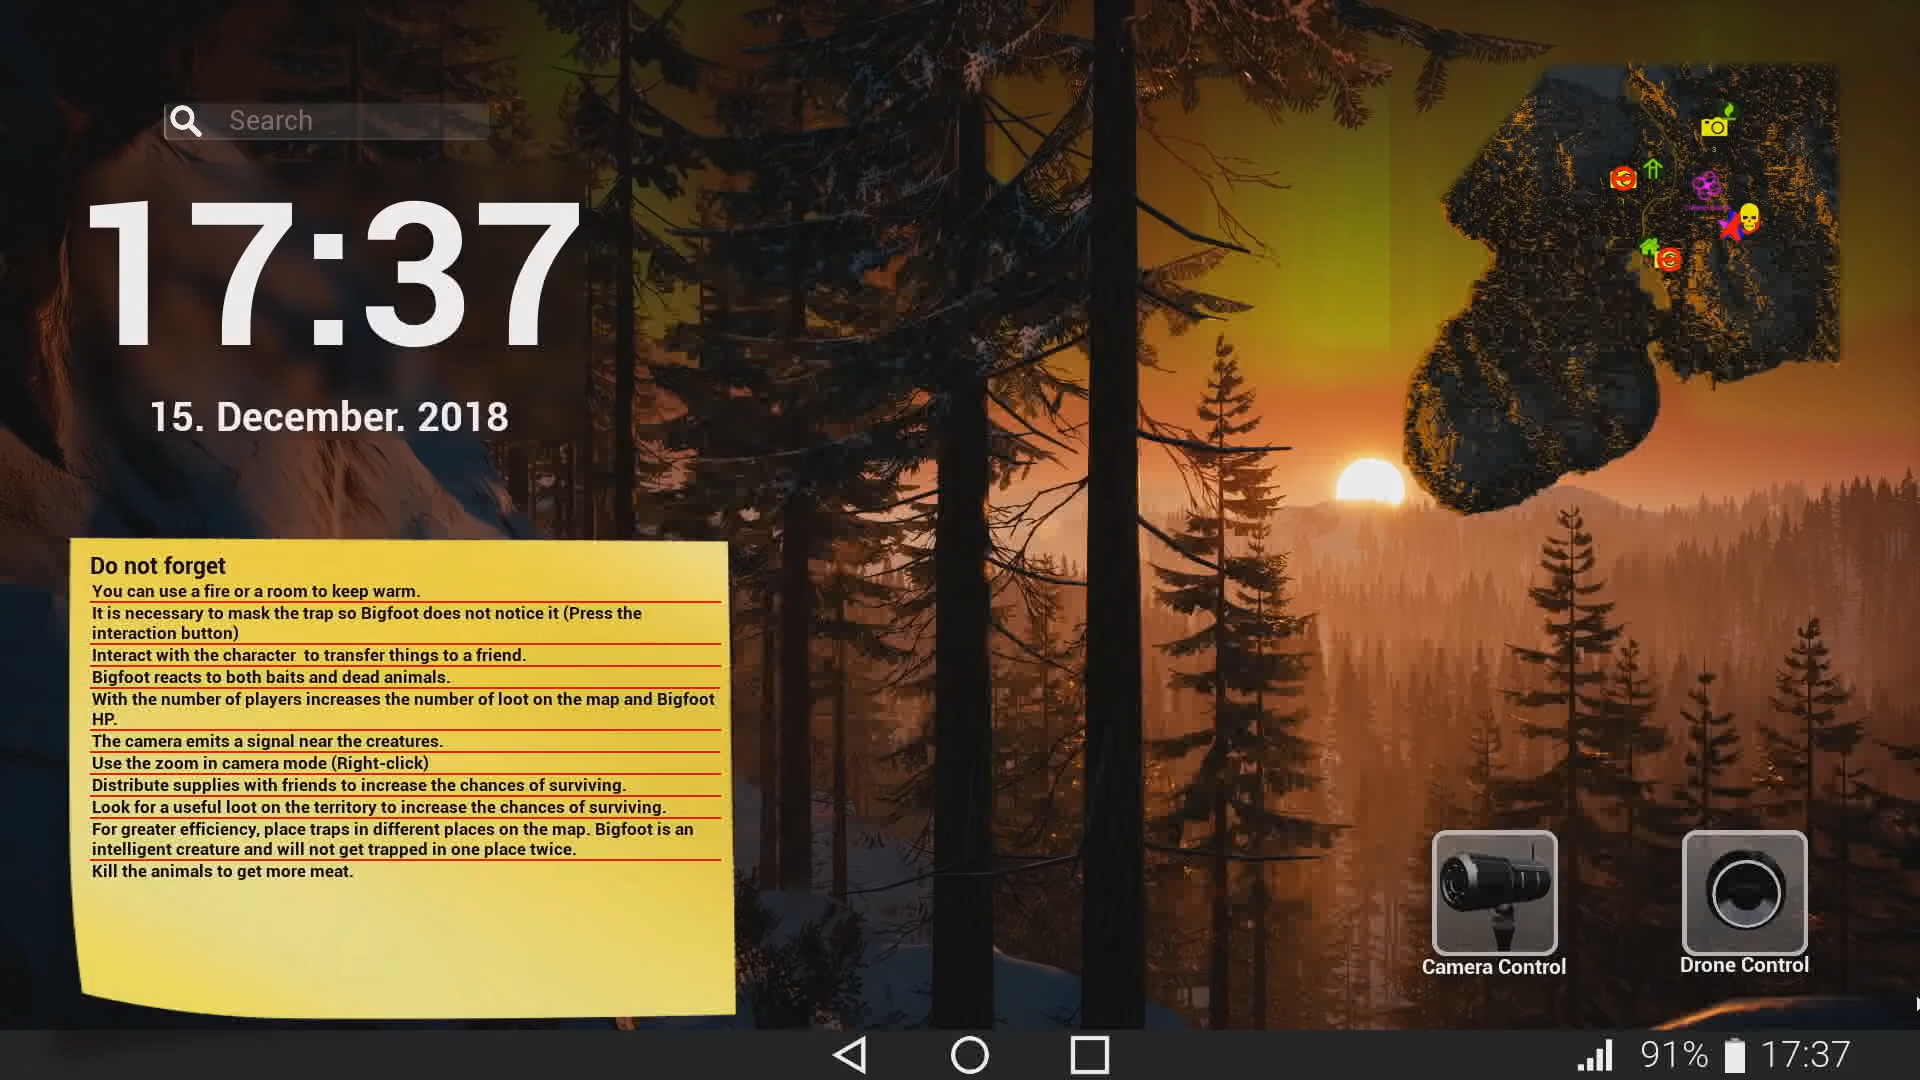 Search
17:37
15. December. 2018
Do not forget
You can use a fire or a room to keep warm.
It is necessary to mask the trap so Bigfoot does not notice it (Press the
interaction button)
Interact with the character  to transfer things to a friend.
Bigfoot reacts to both baits and dead animals.
With the number of players increases the number of loot on the map and Bigfoot
HP.
The camera emits a signal near the creatures.
Use the zoom in camera mode (Right-click)
Distribute supplies with friends to increase the chances of surviving.
Look for a useful loot on the territory to increase the chances of surviving.
For greater efficiency, place traps in different places on the map. Bigfoot is an
intelligent creature and will not get trapped in one place twice.
Kill the animals to get more meat.
3
Camera Control
Drone Control
91%
17:37